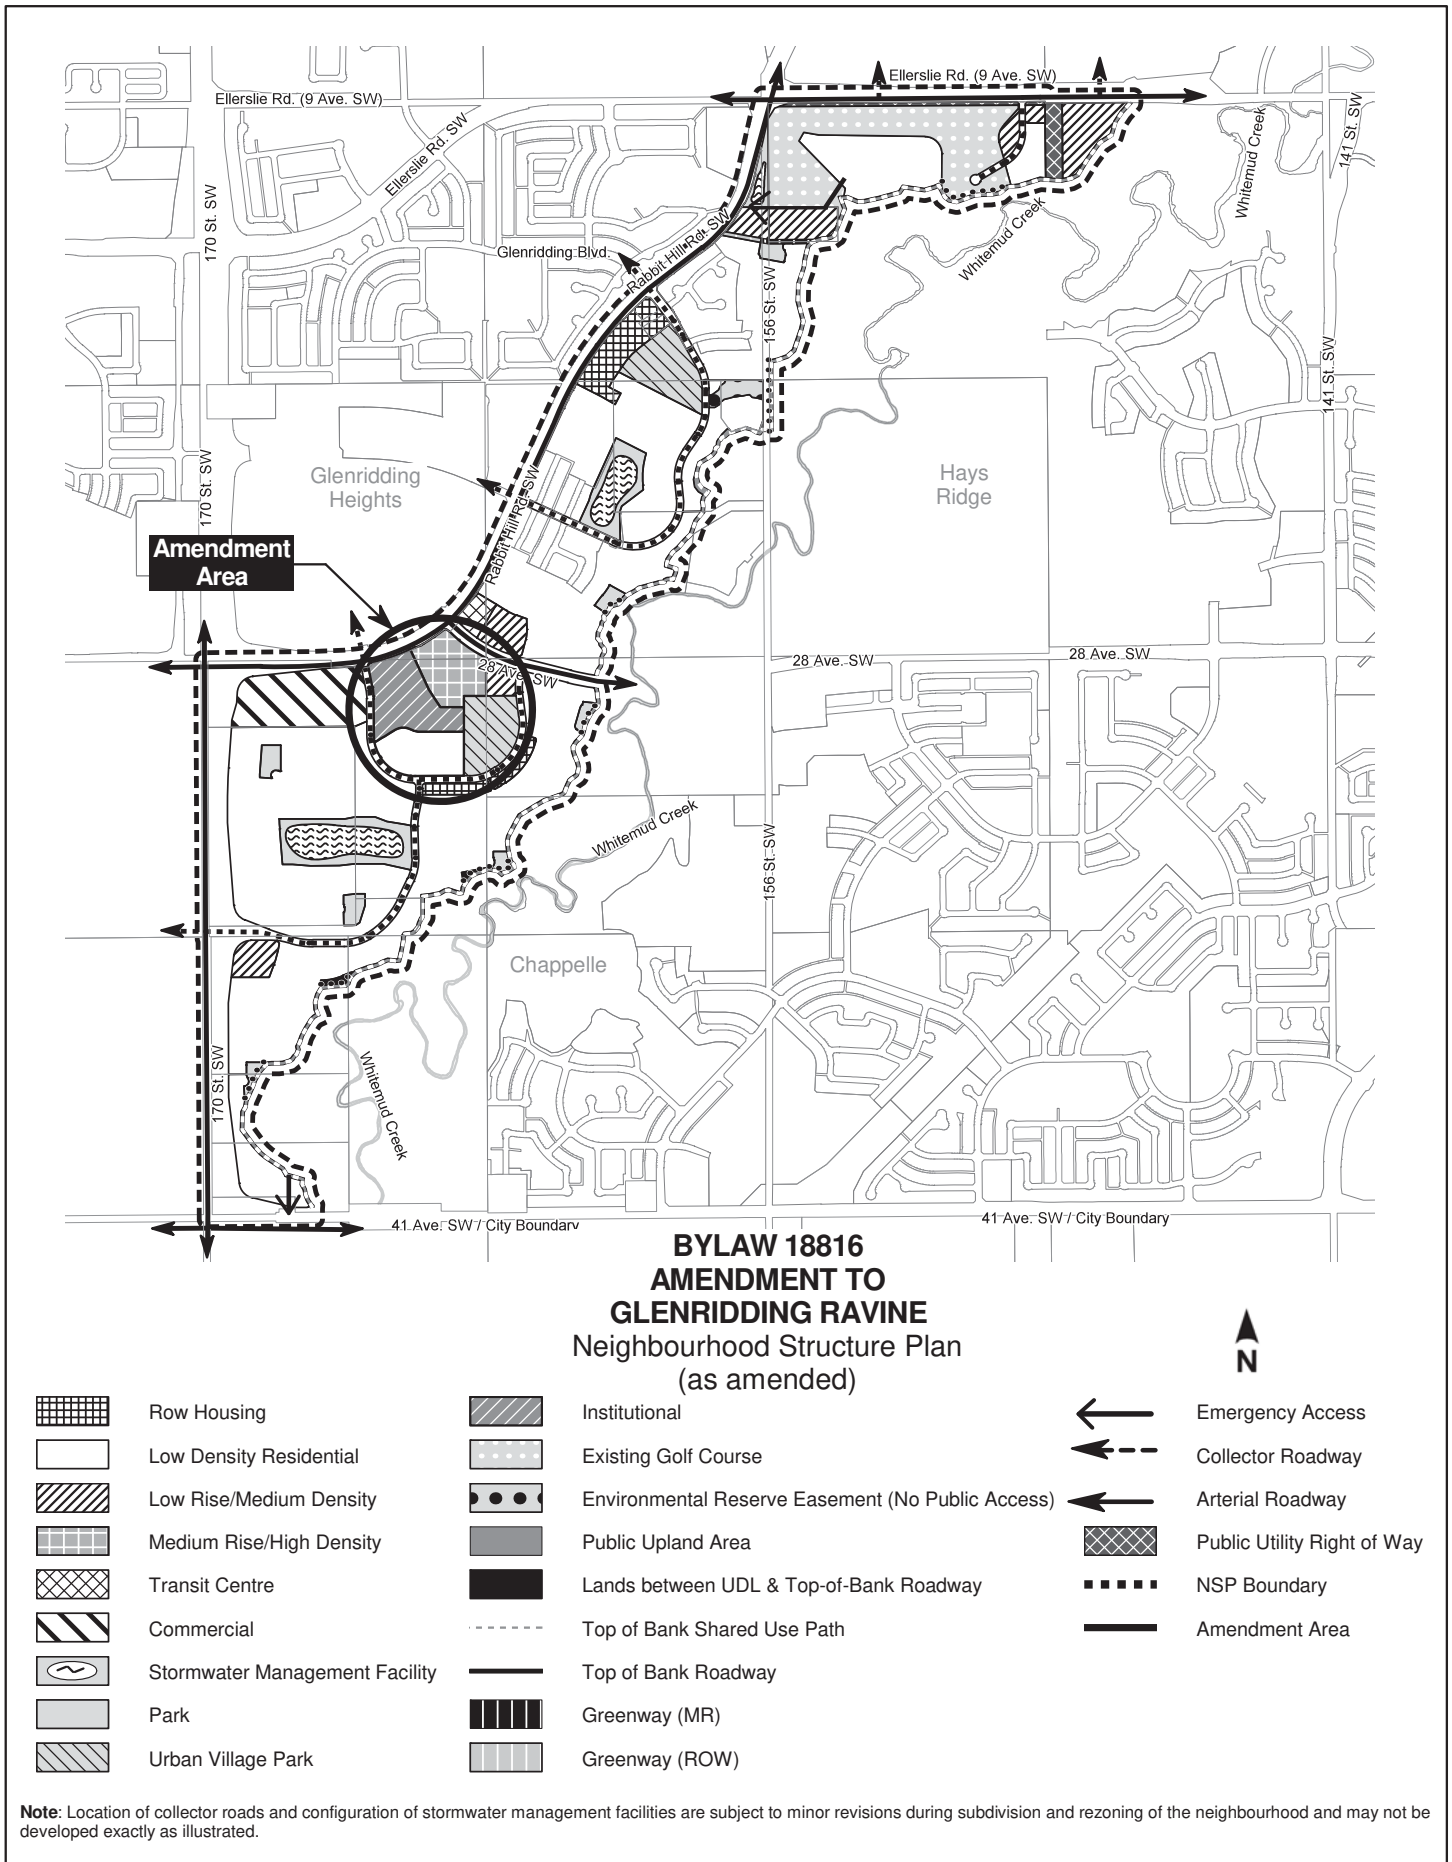 Ellerslie Rd. (9 Ave. SW)
Ellerslie Rd. (9 Ave. SW)
Ellerslie Rd. SW
141 St. SW
Whitemud Creek
170 St. SW
Whitemud Creek
Glenridding Blvd.
Rabbit Hill Rd. SW
156 St. SW
141 St. SW
170 St. SW
Glenridding
Heights
Hays
Ridge
Rabbit Hill Rd. SW
Amendment
Area
28 Ave. SW
28 Ave. SW
28 Ave. SW
Whitemud Creek
156 St. SW
Chappelle
170 St. SW
Whitemud Creek
41 Ave. SW / City Boundary
41 Ave. SW / City Boundary
BYLAW 18816
AMENDMENT TO
GLENRIDDING RAVINE
Neighbourhood Structure Plan
(as amended)
N
Row Housing
Low Density Residential
Low Rise/Medium Density
Medium Rise/High Density
Transit Centre
Commercial
Stormwater Management Facility
Park
Urban Village Park
Institutional
Existing Golf Course
Environmental Reserve Easement (No Public Access)
Public Upland Area
Lands between UDL & Top-of-Bank Roadway
Top of Bank Shared Use Path
Top of Bank Roadway
Greenway (MR)
Greenway (ROW)
Emergency Access
Collector Roadway
Arterial Roadway
Public Utility Right of Way
NSP Boundary
Amendment Area
Note: Location of collector roads and configuration of stormwater management facilities are subject to minor revisions during subdivision and rezoning of the neighbourhood and may not be
developed exactly as illustrated.